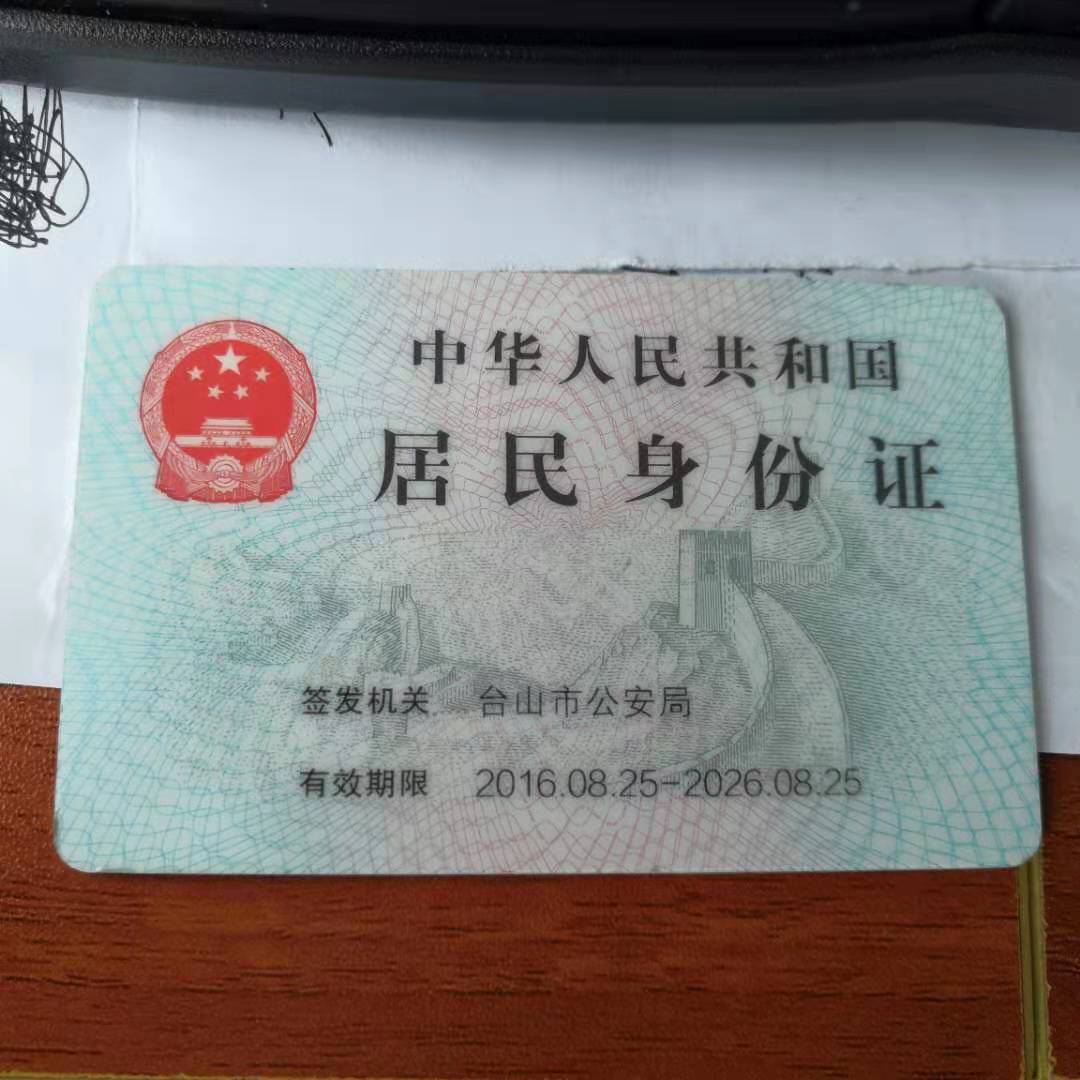 中华人民共和国
居民身份证
签发机关 台山市公安局
有效期限 2016.08.25-2026.08.25